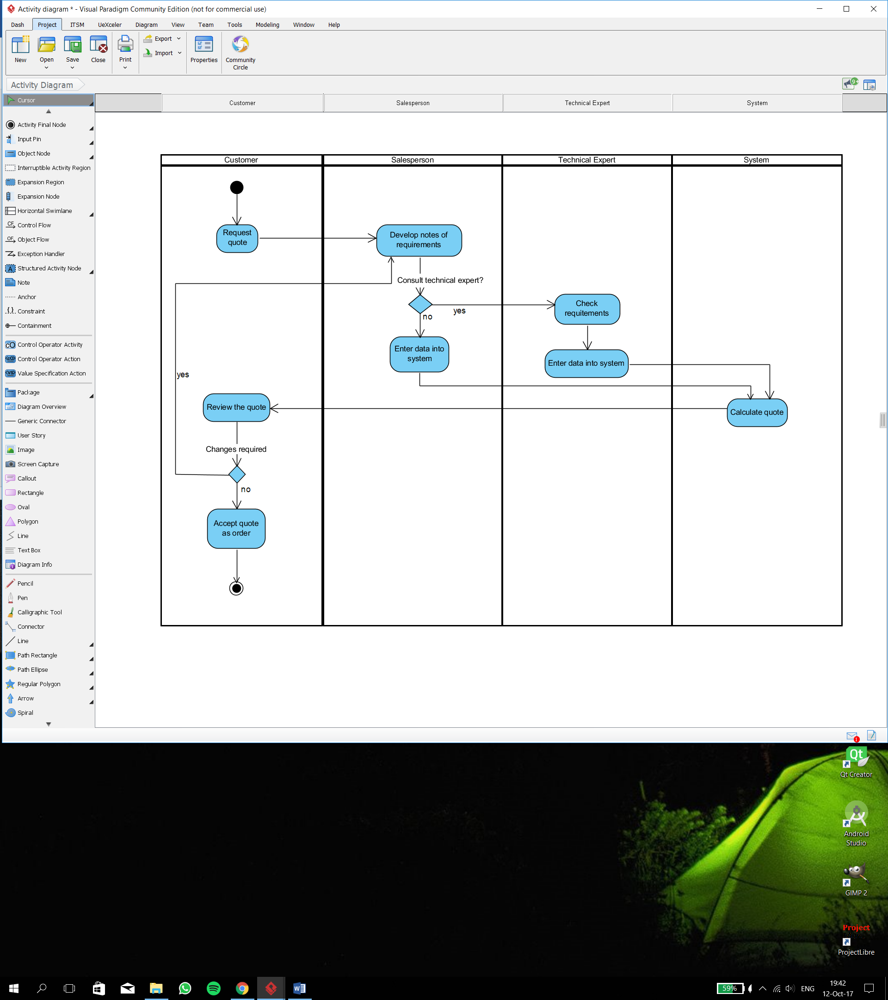 Activity diagram * - Visual Paradigm Community Edition (not for commercial use)
Dash Project ITSM UeXceler Diagram View Team Tools Modeling Window Help
New Open Save Close Print Export Import Properties Community Circle
Activity Diagram
9+
Cursor
Activity Final Node
Input Pin
Object Node
Interruptible Activity Region
Expansion Region
Expansion Node
Horizontal Swimlane
CF Control Flow
OF Object Flow
Exception Handler
A Structured Activity Node
Note
Anchor
{..} Constraint
Containment
cO Control Operator Activity
<cO> Control Operator Action
<VS> Value Specification Action
Package
Diagram Overview
Generic Connector
User Story
Image
Screen Capture
Callout
Rectangle
Oval
Polygon
Line
Text Box
Diagram Info
Pencil
Pen
Calligraphic Tool
Connector
Line
Path Rectangle
Path Ellipse
Regular Polygon
Arrow
Spiral
Customer Salesperson Technical Expert System
Customer Salesperson Technical Expert System
Request
quote
Develop notes of
requirements
Consult technical expert?
yes
no
Check
requitements
Enter data into
system
Enter data into system
yes
Review the quote
Calculate quote
Changes required
no
Accept quote
as order
1
Qt
Qt Creator
Android
Studio
GIMP 2
Project
ProjectLibre
59%
ENG
19:42
12-Oct-17